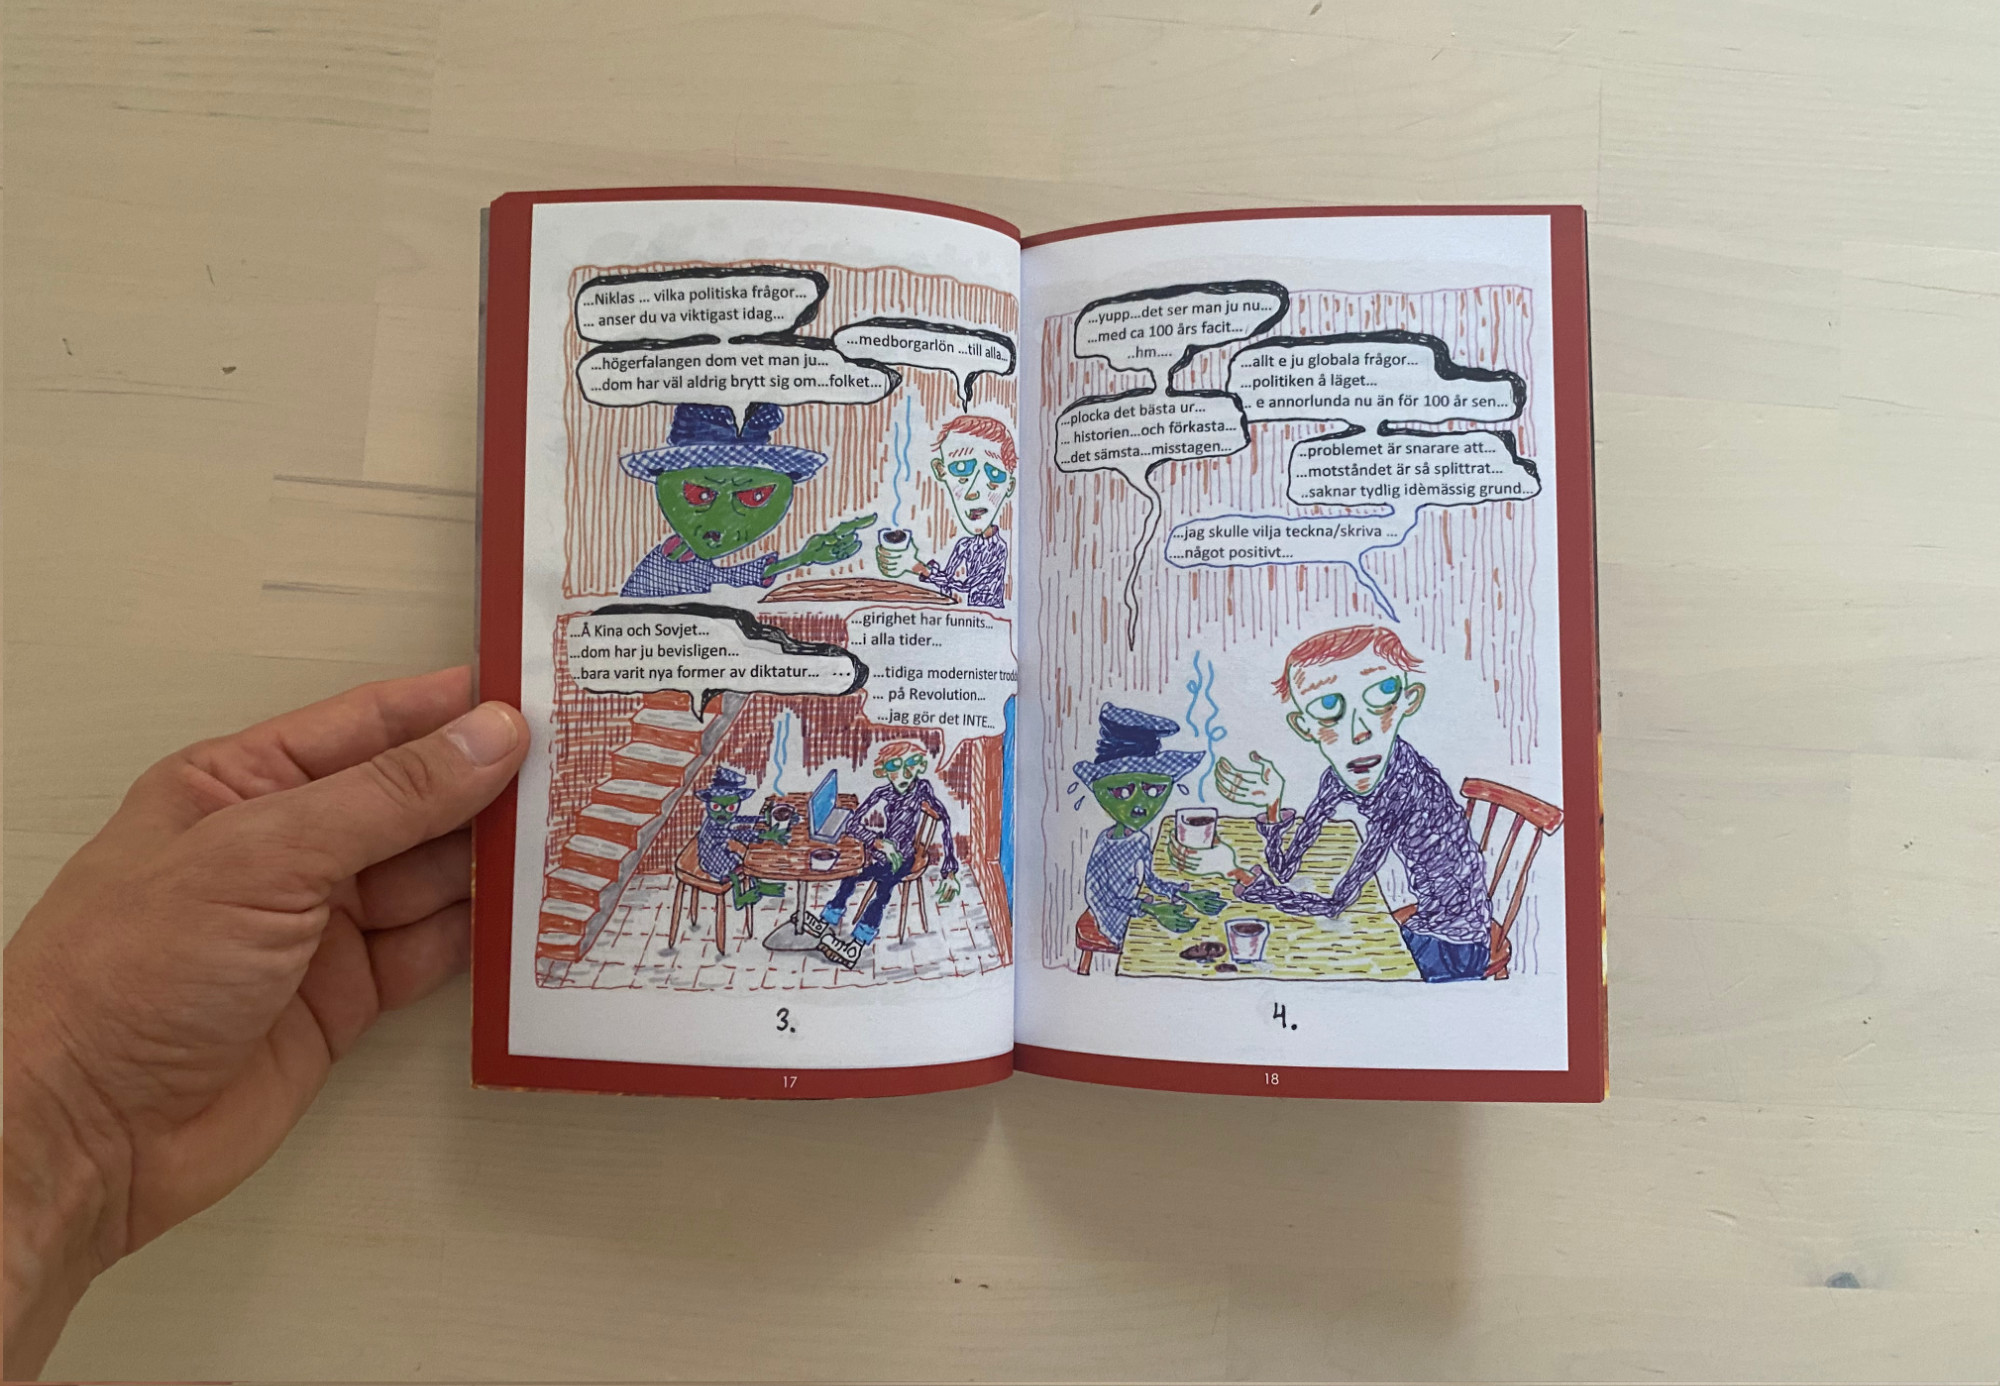 ...Niklas ... vilka politiska frågor...
... anser du va viktigast idag...
...högerfalangen dom vet man ju...
...dom har väl aldrig brytt sig om...folket...
...medborgarlön ...till alla...
...Å Kina och Sovjet...
...dom har ju bevisligen...
...bara varit nya former av diktatur... ...
...girighet har funnits...
...i alla tider...
...tidiga modernister trodd
... på Revolution...
...jag gör det INTE...
3.
17
...yupp...det ser man ju nu...
...med ca 100 års facit...
..hm....
...plocka det bästa ur...
... historien...och förkasta...
...det sämsta...misstagen...
...allt e ju globala frågor...
...politiken å läget...
.. e annorlunda nu än för 100 år sen...
..problemet är snarare att...
...motståndet är så splittrat...
..saknar tydlig idèmässig grund...
...jag skulle vilja teckna/skriva ...
....något positivt...
4.
18